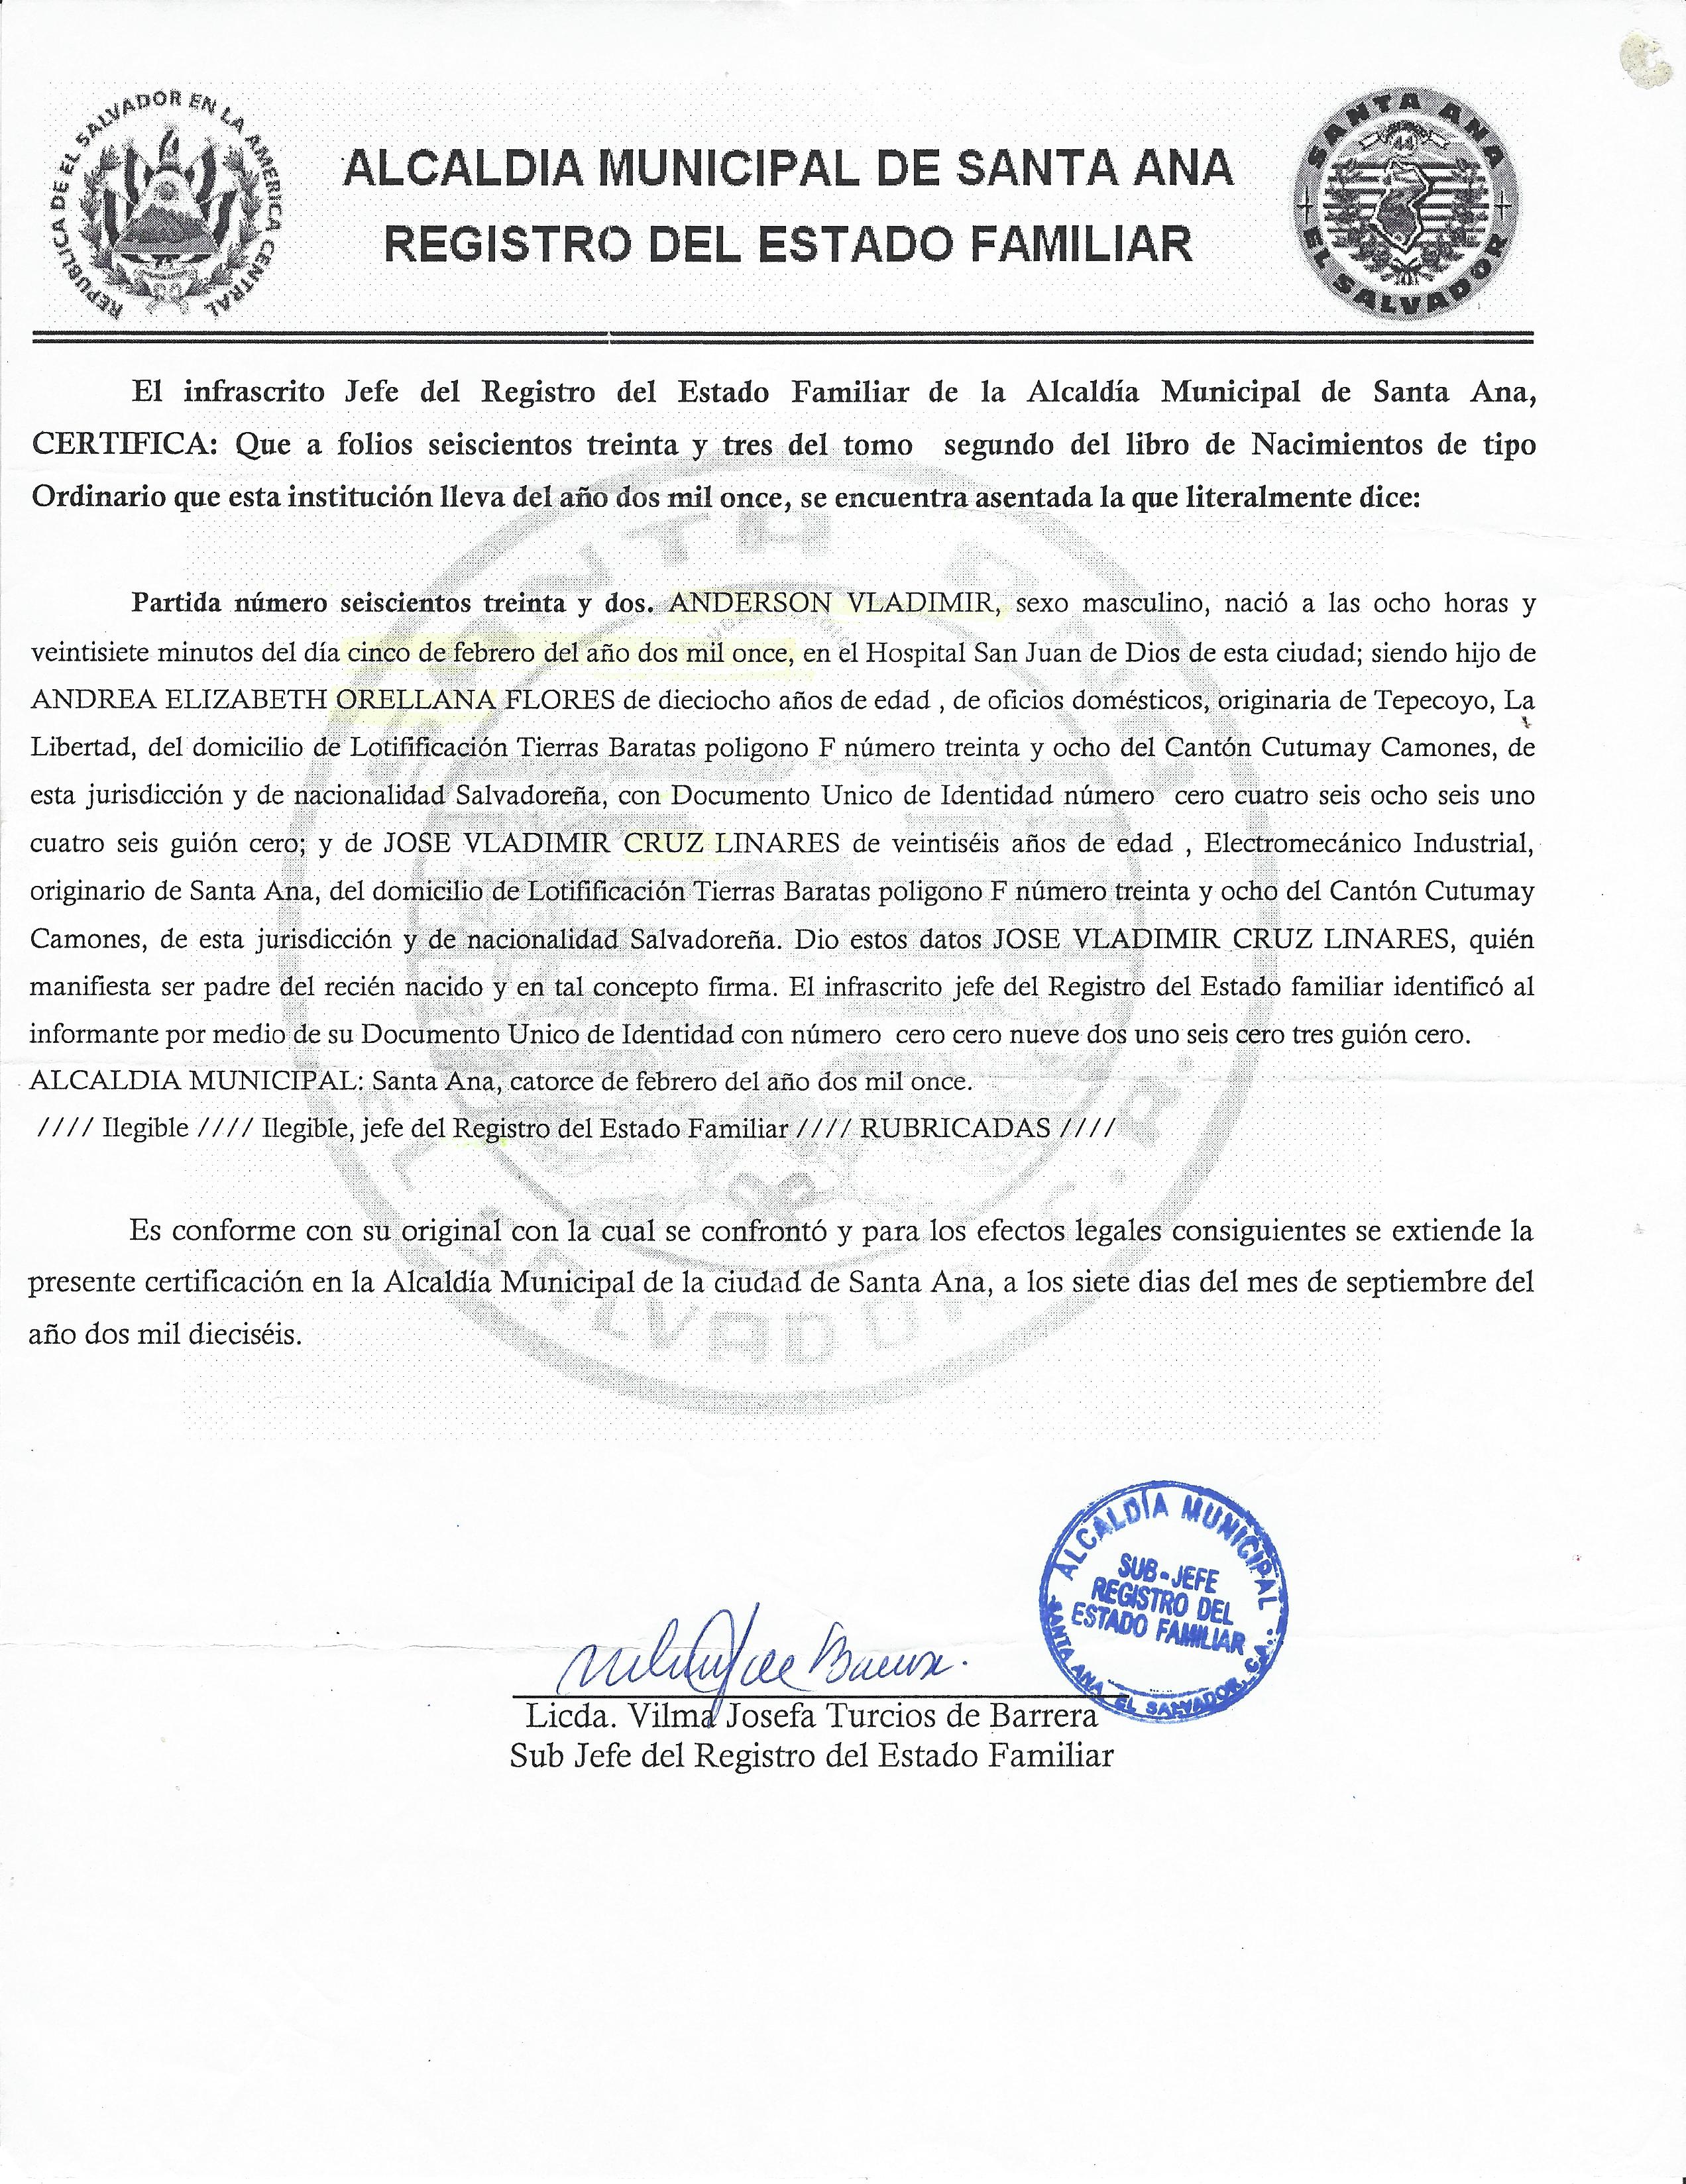 REPUBLICA DE EL SALVADOR EN LA AMERICA CENTRAL
ALCALDIA MUNICIPAL DE SANTA ANA
REGISTRO DEL ESTADO FAMILIAR
SANTA ANA
44
EL SALVADOR
El infrascrito Jefe del Registro del Estado Familiar de la Alcaldía Municipal de Santa Ana,
CERTIFICA: Que a folios seiscientos treinta y tres del tomo segundo del libro de Nacimientos de tipo
Ordinario que esta institución lleva del año dos mil once, se encuentra asentada la que literalmente dice:
Partida número seiscientos treinta y dos. ANDERSON VLADIMIR, sexo masculino, nació a las ocho horas y
veintisiete minutos del día cinco de febrero del año dos mil once, en el Hospital San Juan de Dios de esta ciudad; siendo hijo de
ANDREA ELIZABETH ORELLANA FLORES de dieciocho años de edad , de oficios domésticos, originaria de Tepecoyo, La
Libertad, del domicilio de Lotifificación Tierras Baratas poligono F número treinta y ocho del Cantón Cutumay Camones, de
esta jurisdicción y de nacionalidad Salvadoreña, con Documento Unico de Identidad número cero cuatro seis ocho seis uno
cuatro seis guión cero; y de JOSE VLADIMIR CRUZ LINARES de veintiséis años de edad , Electromecánico Industrial,
originario de Santa Ana, del domicilio de Lotifificación Tierras Baratas poligono F número treinta y ocho del Cantón Cutumay
Camones, de esta jurisdicción y de nacionalidad Salvadoreña. Dio estos datos JOSE VLADIMIR CRUZ LINARES, quién
manifiesta ser padre del recién nacido y en tal concepto firma. El infrascrito jefe del Registro del Estado familiar identificó al
informante por medio de su Documento Unico de Identidad con número cero cero nueve dos uno seis cero tres guión cero.
ALCALDIA MUNICIPAL: Santa Ana, catorce de febrero del año dos mil once.
//// Ilegible //// Ilegible, jefe del Registro del Estado Familiar //// RUBRICADAS ////
Es conforme con su original con la cual se confrontó y para los efectos legales consiguientes se extiende la
presente certificación en la Alcaldía Municipal de la ciudad de Santa Ana, a los siete dias del mes de septiembre del
año dos mil dieciséis.
ALCALDÍA MUNICIPAL
SUB-JEFE
REGISTRO DEL
ESTADO FAMILIAR
SANTA ANA, EL SALVADOR, C.A.
Licda. Vilma Josefa Turcios de Barrera
Sub Jefe del Registro del Estado Familiar